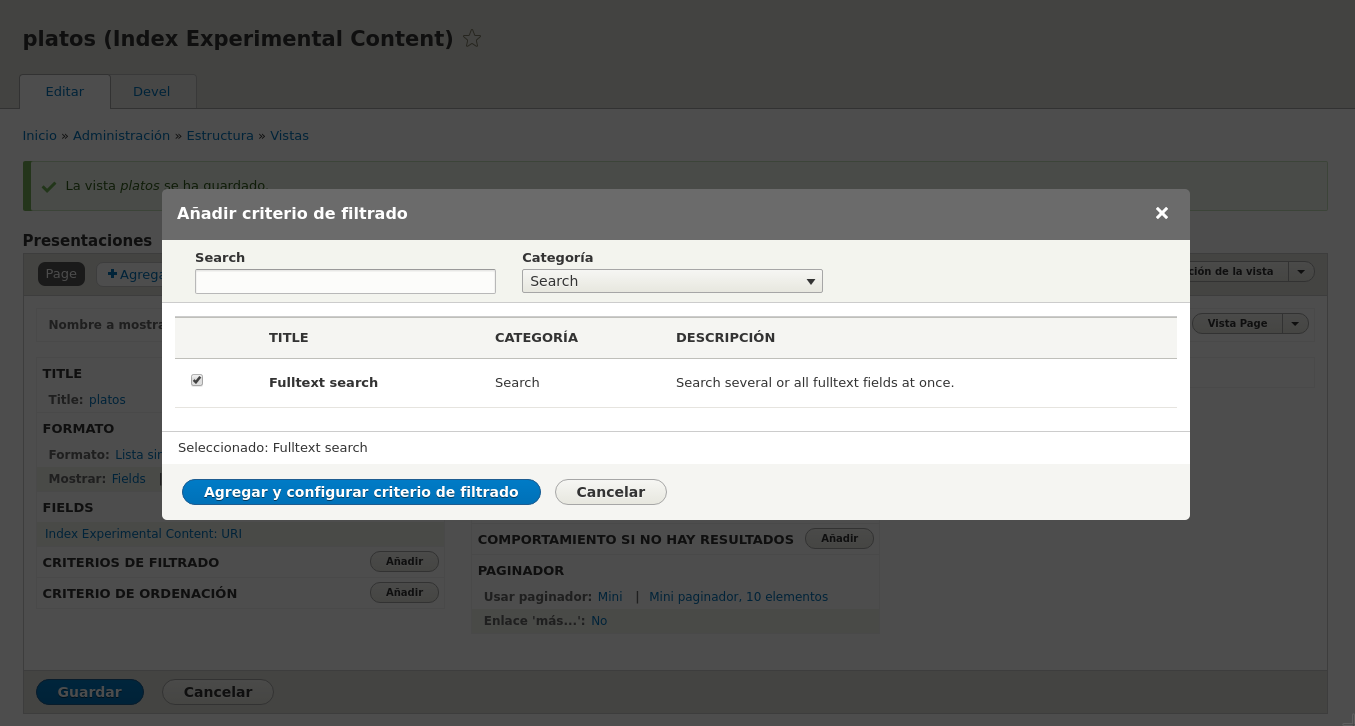 platos (Index Experimental Content)
Editar Devel
Inicio » Administración » Estructura » Vistas
La vista platos se ha guardado.
Añadir criterio de filtrado
Presentaciones
Search Categoría
Page
Search
ción de la vista
Nombre a mostra
Vista Page
TITLE CATEGORÍA DESCRIPCIÓN
Fulltext search Search Search several or all fulltext fields at once.
Seleccionado: Fulltext search
Agregar y configurar criterio de filtrado Cancelar
TITLE
Title: platos
FORMATO
Formato: Lista sin
Mostrar: Fields |
FIELDS
Index Experimental Content: URI
CRITERIOS DE FILTRADO Añadir
CRITERIO DE ORDENACIÓN Añadir
COMPORTAMIENTO SI NO HAY RESULTADOS Añadir
PAGINADOR
Usar paginador: Mini | Mini paginador, 10 elementos
Enlace 'más...': No
Guardar Cancelar